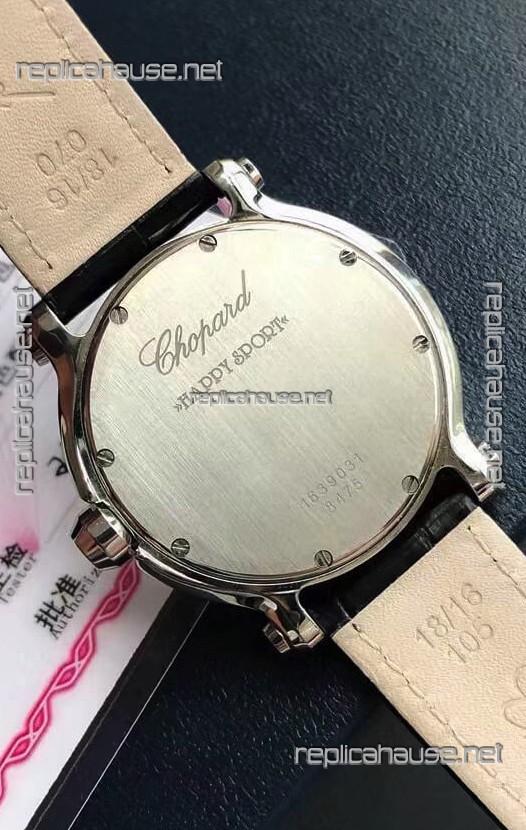 replicahause.net
18/16
070
replicahause.net
replicahause.net
Chopard
»HAPPY SPORT«
replicahause.net
1639031
8475
检
Tester
批准
18/16
105
replicahause.net